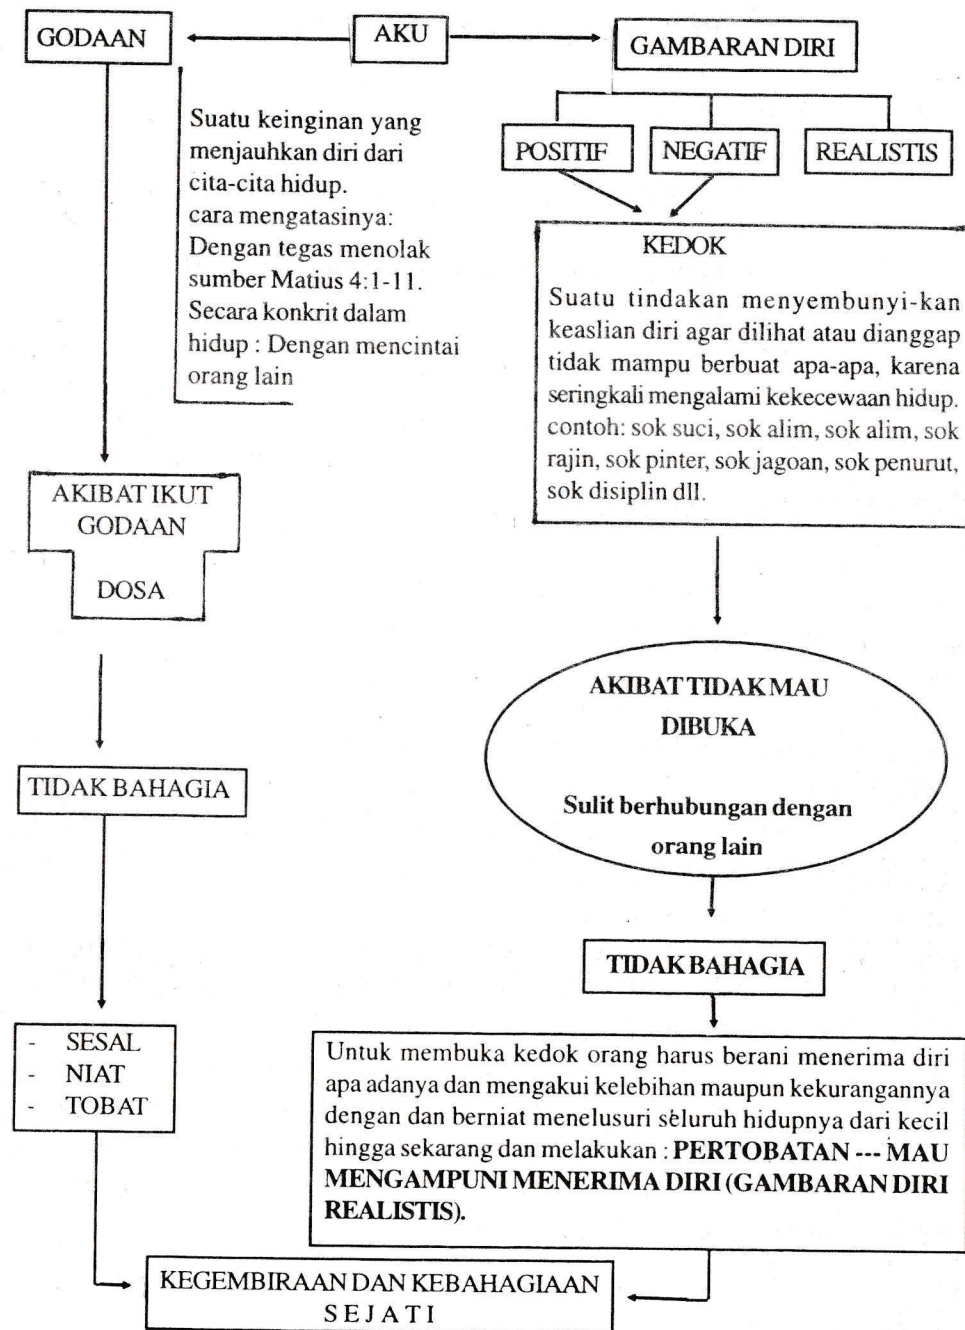 GODAAN
AKU
GAMBARAN DIRI
Suatu keinginan yang
menjauhkan diri dari
cita-cita hidup.
cara mengatasinya:
Dengan tegas menolak
sumber Matius 4:1-11.
Secara konkrit dalam
hidup : Dengan mencintai
orang lain
POSITIF
NEGATIF
REALISTIS
KEDOK
Suatu tindakan menyembunyi-kan
keaslian diri agar dilihat atau dianggap
tidak mampu berbuat apa-apa, karena
seringkali mengalami kekecewaan hidup.
contoh: sok suci, sok alim, sok alim, sok
rajin, sok pinter, sok jagoan, sok penurut,
sok disiplin dll.
AKIBAT IKUT
GODAAN
DOSA
AKIBAT TIDAK MAU
DIBUKA
Sulit berhubungan dengan
orang lain
TIDAK BAHAGIA
TIDAK BAHAGIA
- SESAL
- NIAT
- TOBAT
Untuk membuka kedok orang harus berani menerima diri
apa adanya dan mengakui kelebihan maupun kekurangannya
dengan dan berniat menelusuri seluruh hidupnya dari kecil
hingga sekarang dan melakukan : PERTOBATAN --- MAU
MENGAMPUNI MENERIMA DIRI (GAMBARAN DIRI
REALISTIS).
KEGEMBIRAAN DAN KEBAHAGIAAN
S E J A T I